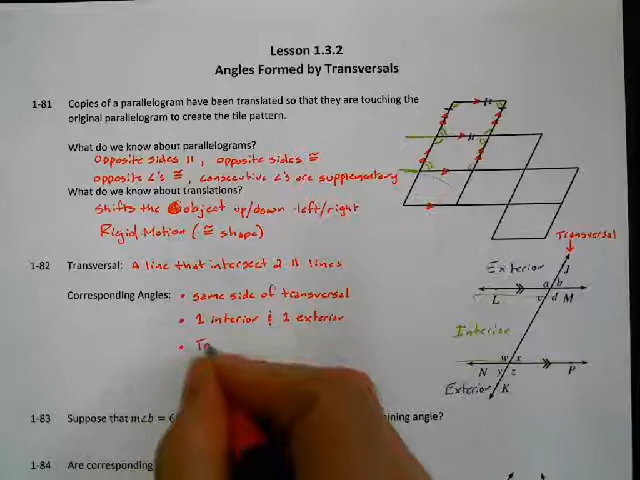 Lesson 1.3.2
Angles Formed by Transversals
1-81 Copies of a parallelogram have been translated so that they are touching the
original parallelogram to create the tile pattern.
What do we know about parallelograms?
Opposite sides ||, opposite sides ≅
opposite ∠'s ≅, consecutive ∠'s are supplementary
What do we know about translations?
Shifts the object up/down left/right
Rigid Motion (≅ shape)
Transversal
1-82 Transversal: A line that intersect 2 || lines
Exterior J
a b
L v d M
Corresponding Angles: • same side of transversal
• 1 interior & 1 exterior
Interior
• In
w x
N y z P
Exterior K
1-83 Suppose that m∠b = 6 ining angle?
1-84 Are corresponding